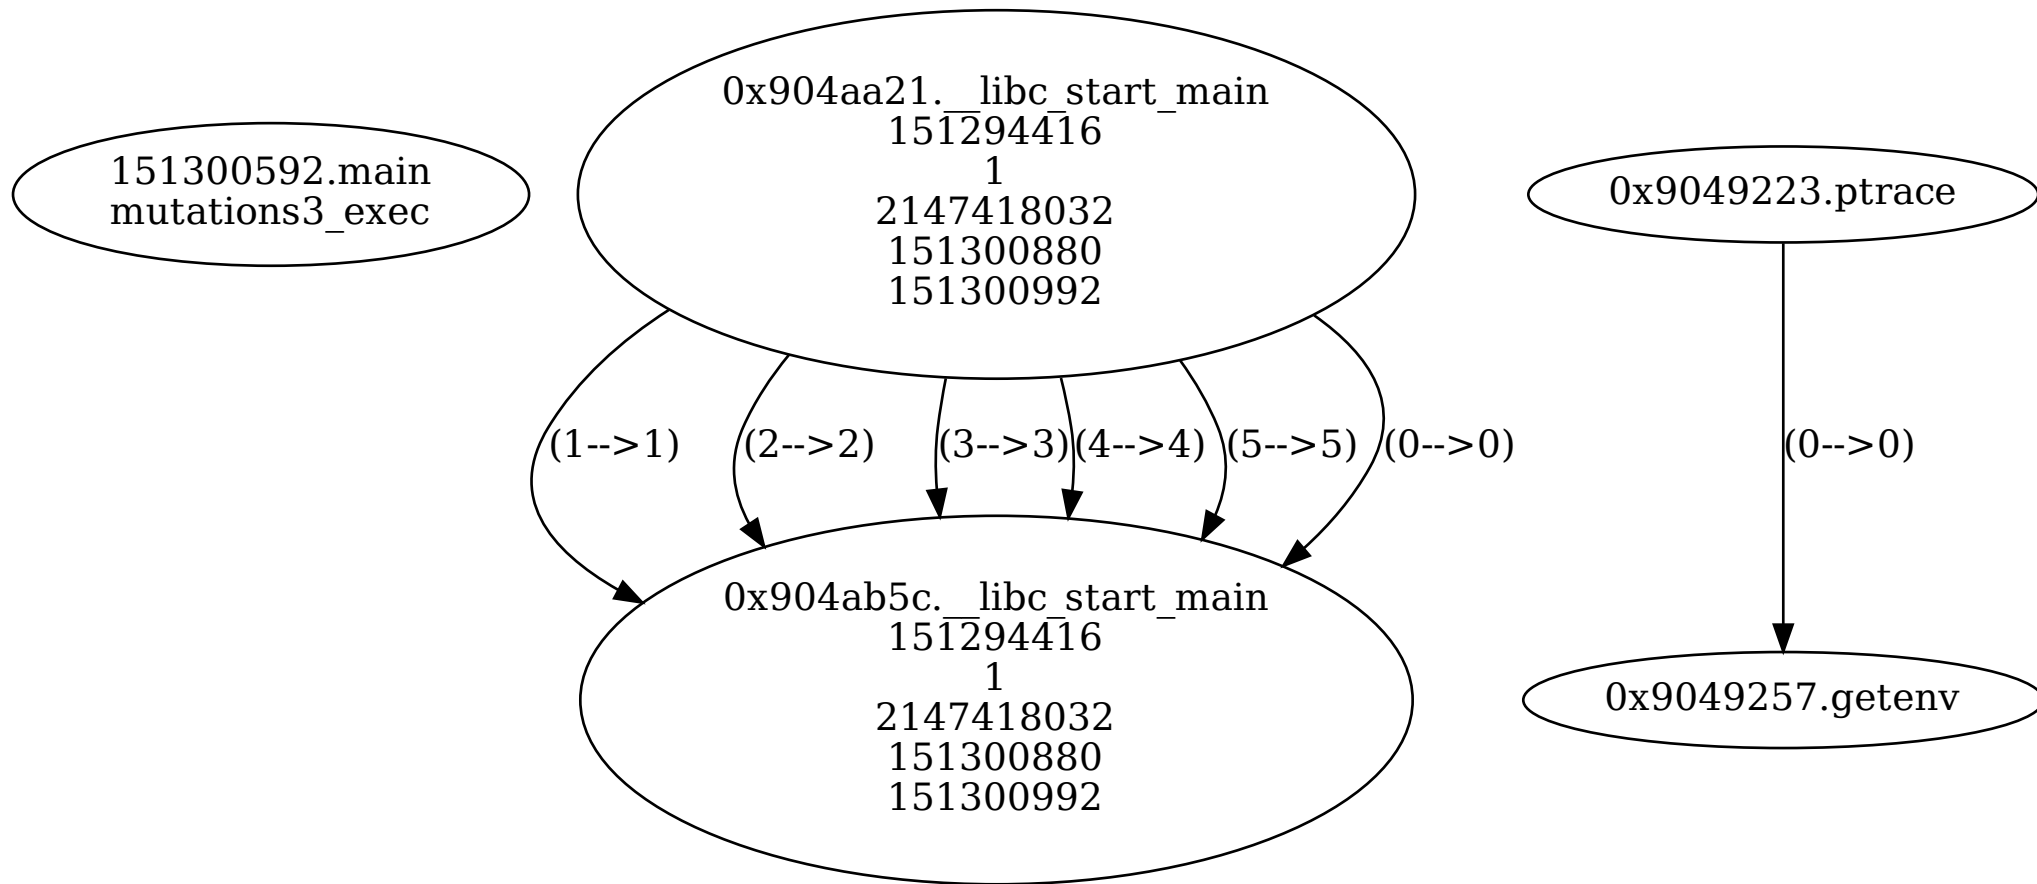 151300592.main
mutations3_exec
0x904aa21.__libc_start_main
151294416
1
2147418032
151300880
151300992
0x9049223.ptrace
(1-->1)
(2-->2)
(3-->3)
(4-->4)
(5-->5)
(0-->0)
(0-->0)
0x904ab5c.__libc_start_main
151294416
1
2147418032
151300880
151300992
0x9049257.getenv